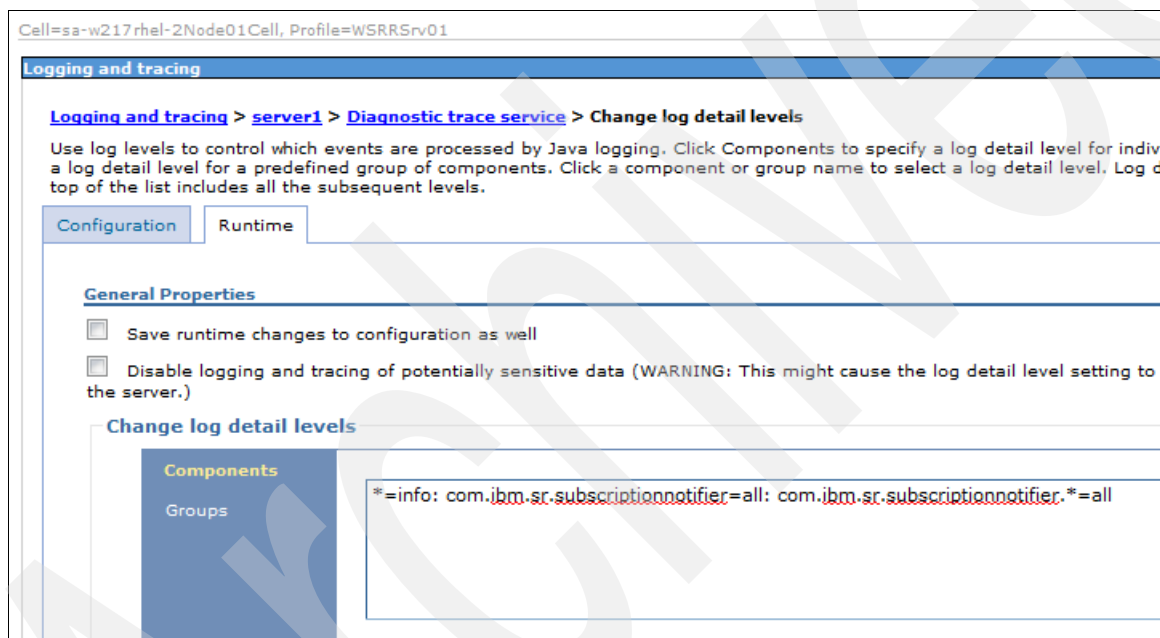 Cell=sa-w217rhel-2Node01Cell, Profile=WSRRSrv01
Logging and tracing
Logging and tracing > server1 > Diagnostic trace service > Change log detail levels
Use log levels to control which events are processed by Java logging. Click Components to specify a log detail level for
a log detail level for a predefined group of components. Click a component or group name to select a log detail level. Log
top of the list includes all the subsequent levels.
Configuration Runtime
General Properties
Save runtime changes to configuration as well
Disable logging and tracing of potentially sensitive data (WARNING: This might cause the log detail level setting to
the server.)
Change log detail levels
Components
*=info: com.ibm.sr.subscriptionnotifier=all: com.ibm.sr.subscriptionnotifier.*=all
Groups
Archive